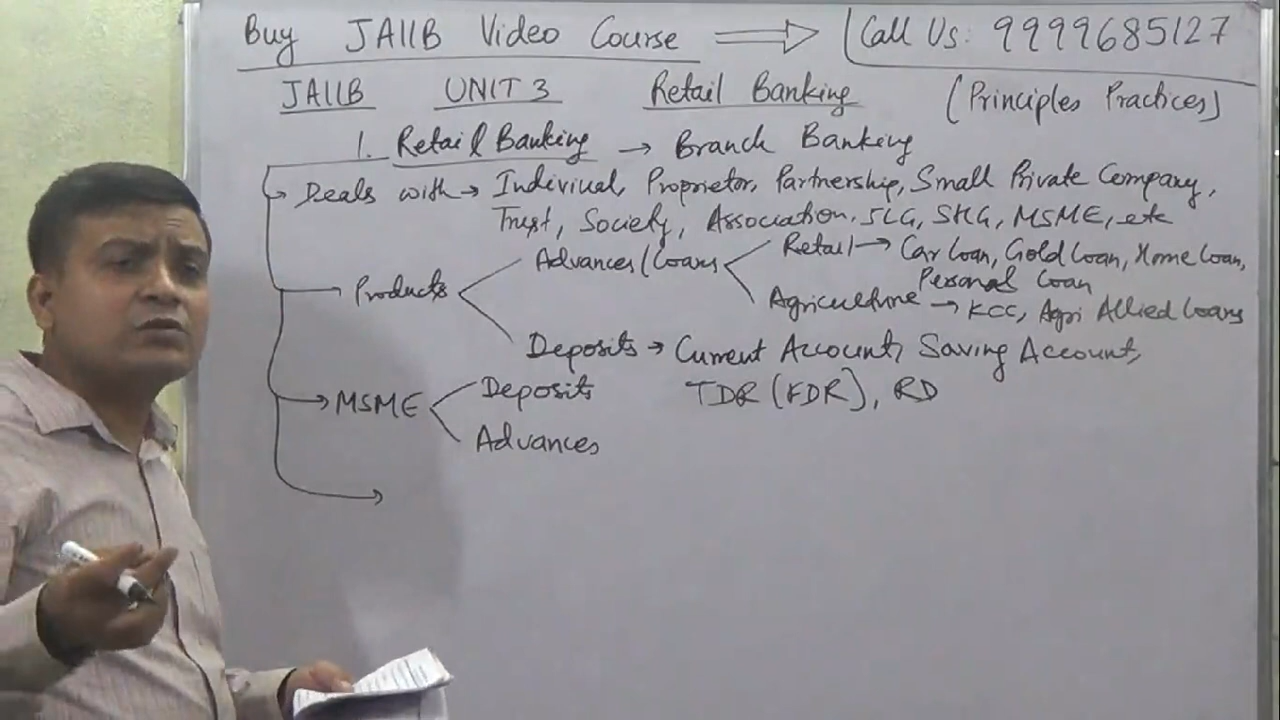 Buy JAIIB Video Course ⇒ Call Us: 9999685127
JAIIB UNIT 3 Retail Banking (Principles Practices)
1. Retail Banking → Branch Banking
Deals with → Indiviual, Proprietor, Partnership, Small Private Company,
Trust, Society, Association, JLG, SHG, MSME, etc
Products
Advances/Loans
Retail → Car Loan, Gold Loan, Home Loan,
Personal Loan
Agriculture → KCC, Agri Allied Loans
Deposits → Current Account, Saving Account,
TDR (FDR), RD
MSME
Deposits
Advances